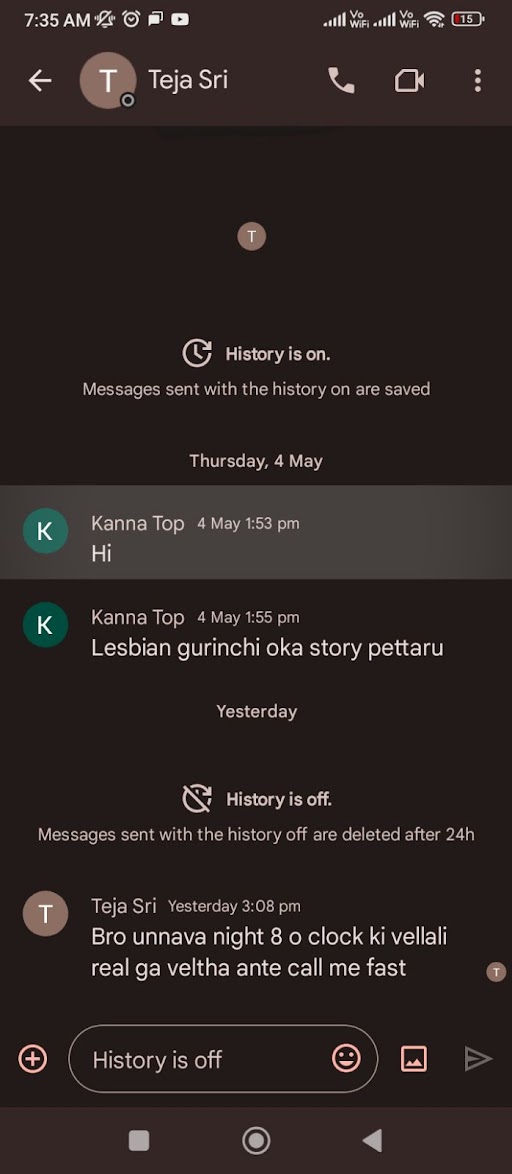 7:35 AM
Vo WiFi Vo WiFi 15
T Teja Sri
T
History is on.
Messages sent with the history on are saved
Thursday, 4 May
K Kanna Top 4 May 1:53 pm
Hi
K Kanna Top 4 May 1:55 pm
Lesbian gurinchi oka story pettaru
Yesterday
History is off.
Messages sent with the history off are deleted after 24h
T Teja Sri Yesterday 3:08 pm
Bro unnava night 8 o clock ki vellali
real ga veltha ante call me fast
T
History is off